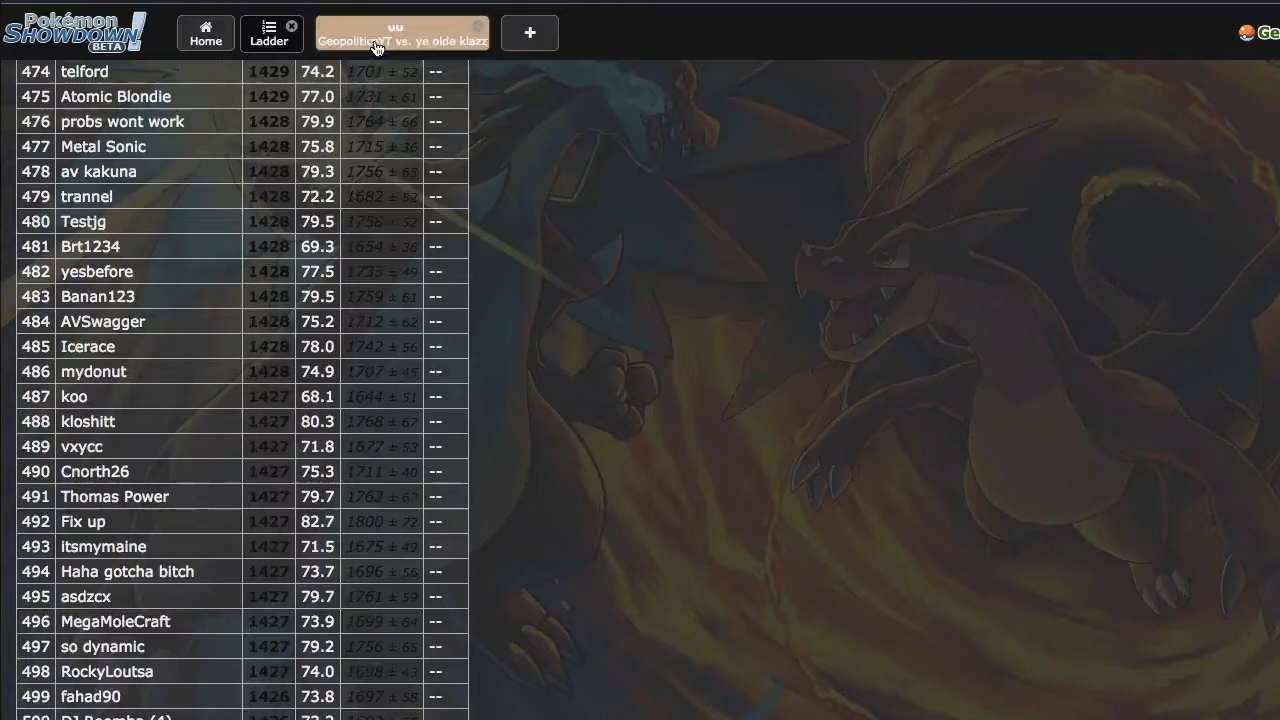 Pokémon
SHOWDOWN!
BETA
Home
Ladder
UU
Geopolitic YT vs. ye olde klazz
+
Ge
474 telford 1429 74.2 1701 ± 52 --
475 Atomic Blondie 1429 77.0 1731 ± 61 --
476 probs wont work 1428 79.9 1764 ± 66 --
477 Metal Sonic 1428 75.8 1715 ± 36 --
478 av kakuna 1428 79.3 1756 ± 65 --
479 trannel 1428 72.2 1682 ± 52 --
480 Testjg 1428 79.5 1758 ± 52 --
481 Brt1234 1428 69.3 1654 ± 36 --
482 yesbefore 1428 77.5 1735 ± 49 --
483 Banan123 1428 79.5 1759 ± 61 --
484 AVSwagger 1428 75.2 1712 ± 62 --
485 Icerace 1428 78.0 1742 ± 56 --
486 mydonut 1428 74.9 1707 ± 45 --
487 koo 1427 68.1 1644 ± 51 --
488 kloshitt 1427 80.3 1768 ± 67 --
489 vxycc 1427 71.8 1677 ± 53 --
490 Cnorth26 1427 75.3 1711 ± 40 --
491 Thomas Power 1427 79.7 1762 ± 67 --
492 Fix up 1427 82.7 1800 ± 72 --
493 itsmymaine 1427 71.5 1675 ± 49 --
494 Haha gotcha bitch 1427 73.7 1696 ± 56 --
495 asdzcx 1427 79.7 1761 ± 59 --
496 MegaMoleCraft 1427 73.9 1699 ± 64 --
497 so dynamic 1427 79.2 1756 ± 65 --
498 RockyLoutsa 1427 74.0 1698 ± 43 --
499 fahad90 1426 73.8 1697 ± 58 --